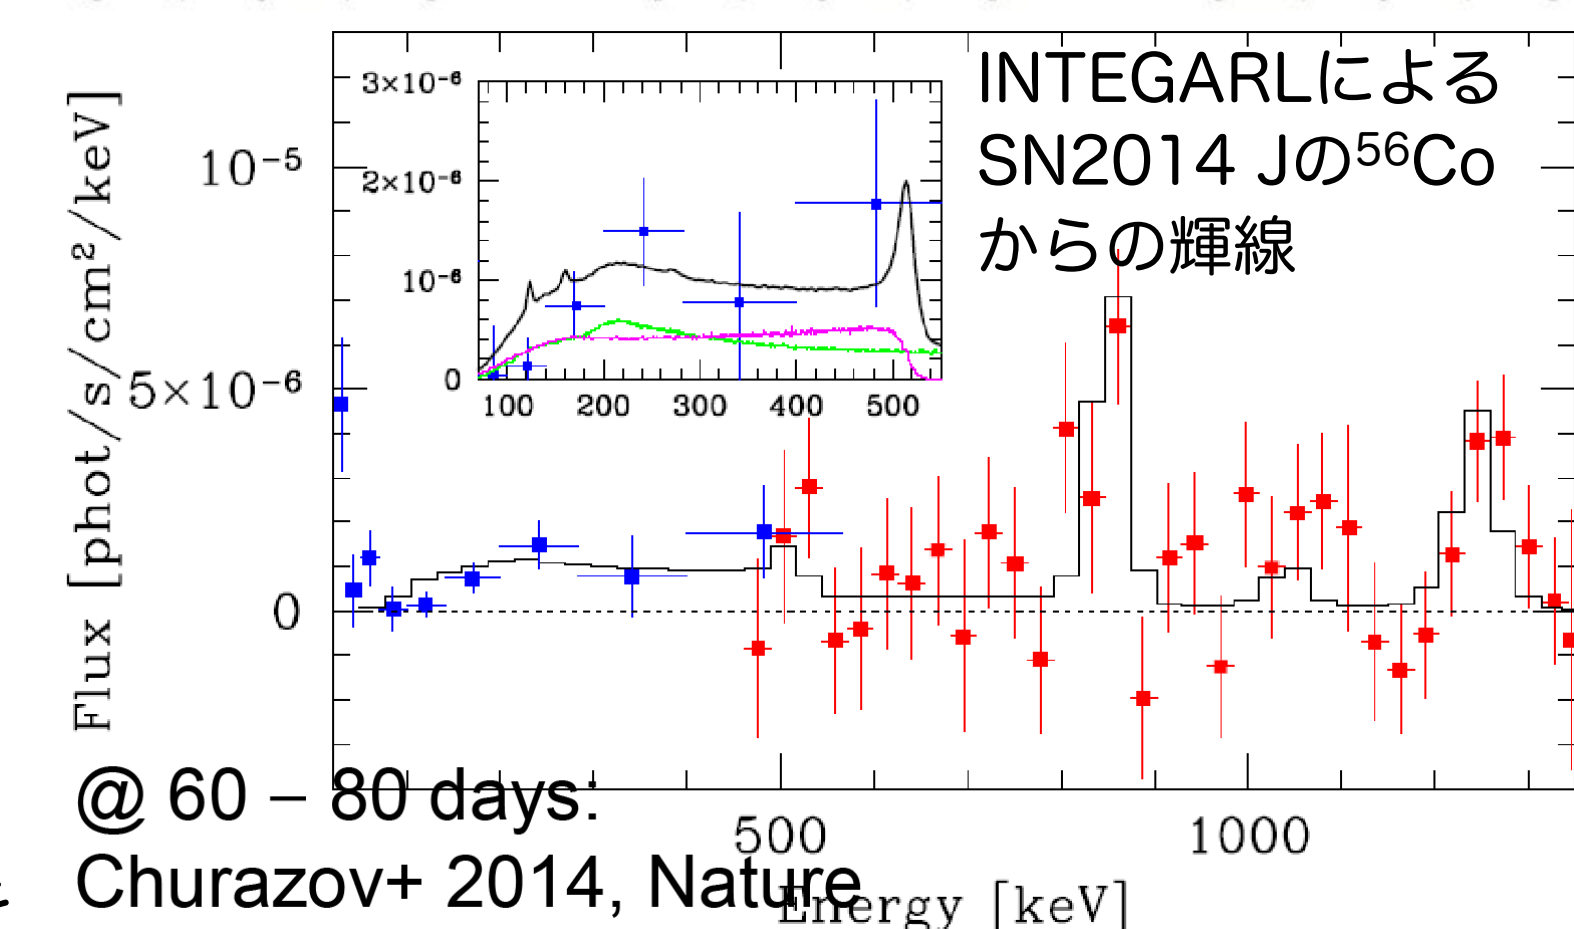 INTEGARLによる
SN2014 Jの⁵⁶Co
からの輝線
Flux [phot/s/cm²/keV]
10⁻⁵
5×10⁻⁶
0
3×10⁻⁶
2×10⁻⁶
10⁻⁶
0
100 200 300 400 500
@ 60 – 80 days:
500 1000
Churazov+ 2014, Nature
Energy [keV]